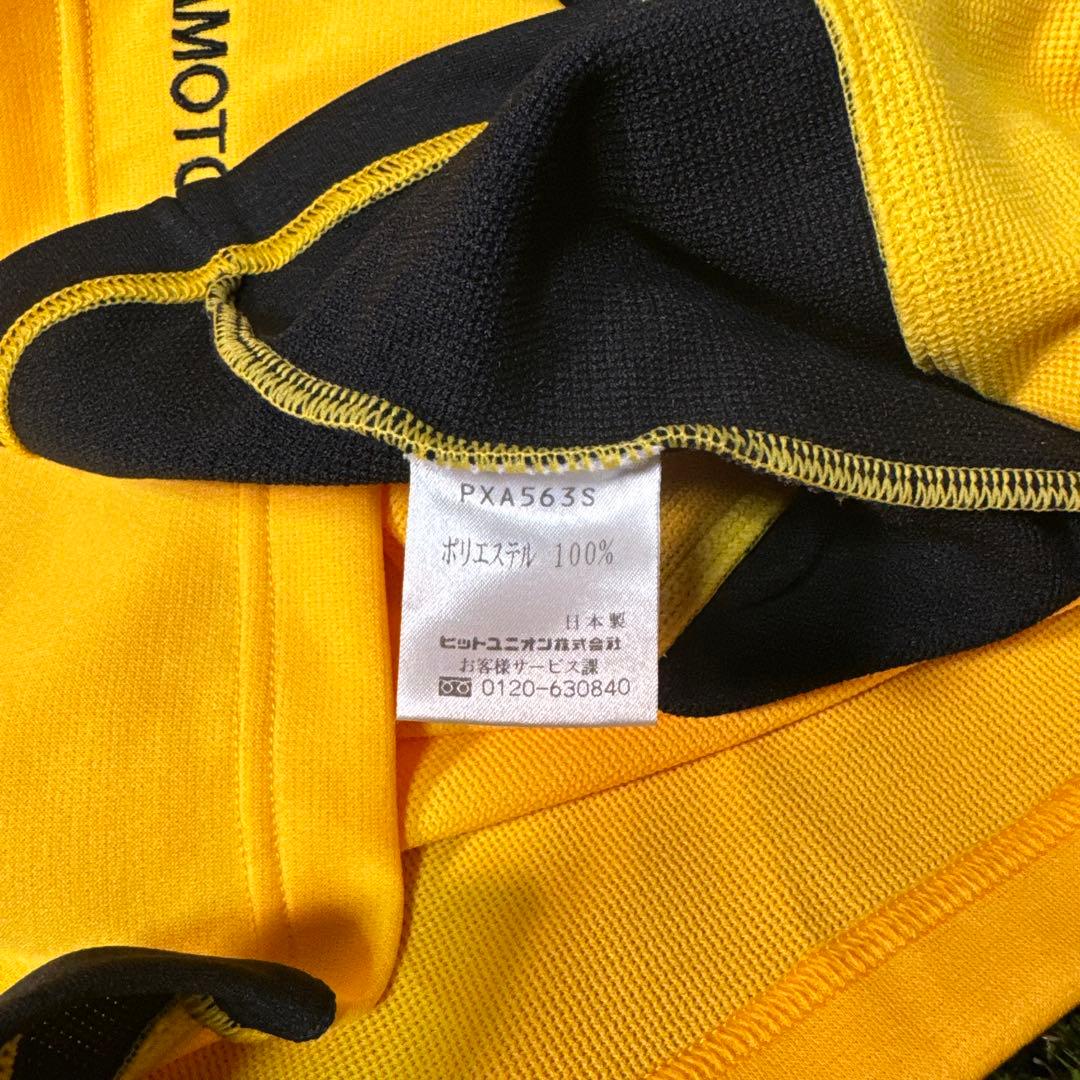 MMOTO
PXA563S
ポリエステル 100%
日本製
ヒットユニオン株式会社
お客様サービス課
0120-630840